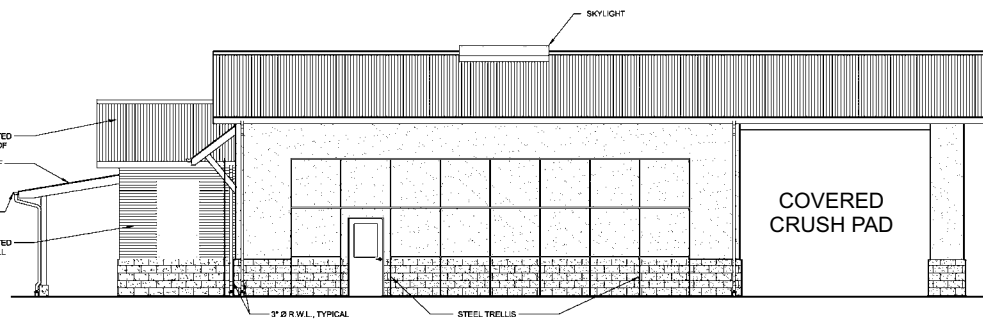 SKYLIGHT
COVERED
CRUSH PAD
3" Ø R.W.L., TYPICAL
STEEL TRELLIS